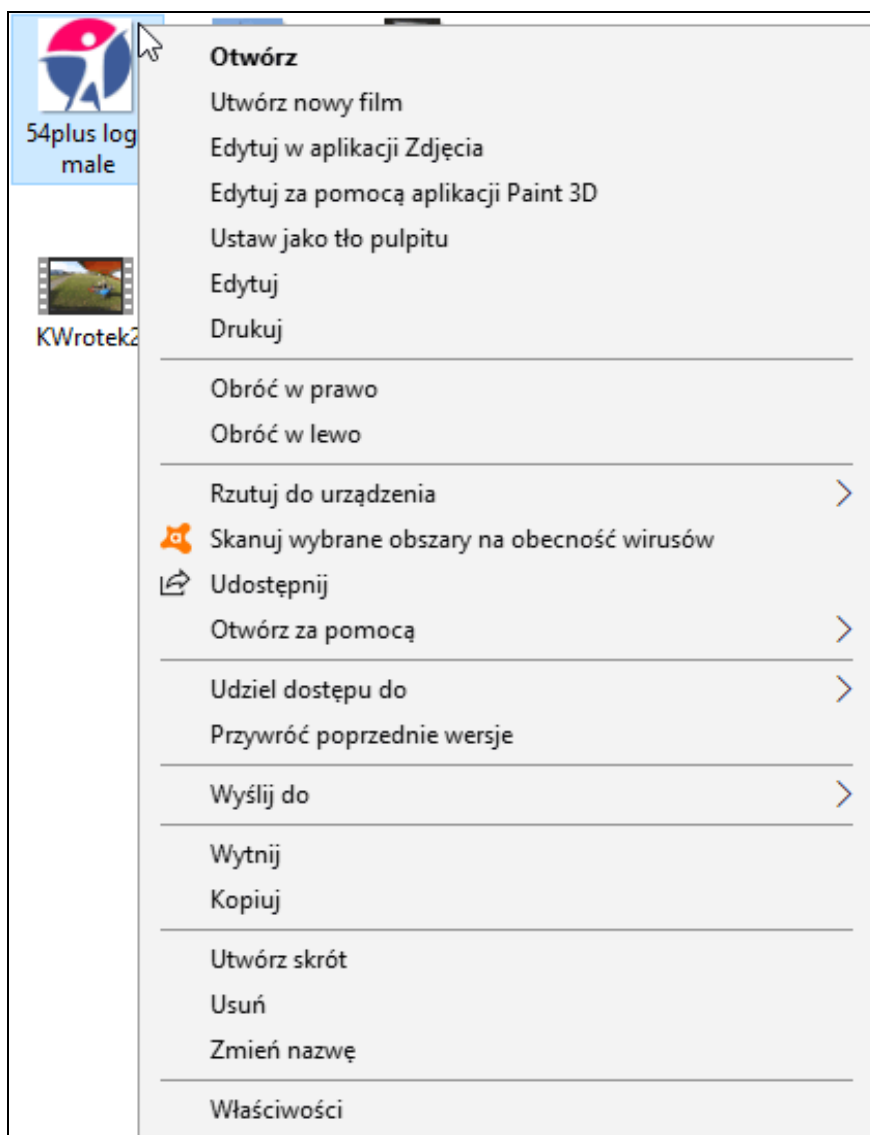 54plus log
male
KWrotek2
Otwórz
Utwórz nowy film
Edytuj w aplikacji Zdjęcia
Edytuj za pomocą aplikacji Paint 3D
Ustaw jako tło pulpitu
Edytuj
Drukuj
Obróć w prawo
Obróć w lewo
Rzutuj do urządzenia
Skanuj wybrane obszary na obecność wirusów
Udostępnij
Otwórz za pomocą
Udziel dostępu do
Przywróć poprzednie wersje
Wyślij do
Wytnij
Kopiuj
Utwórz skrót
Usuń
Zmień nazwę
Właściwości